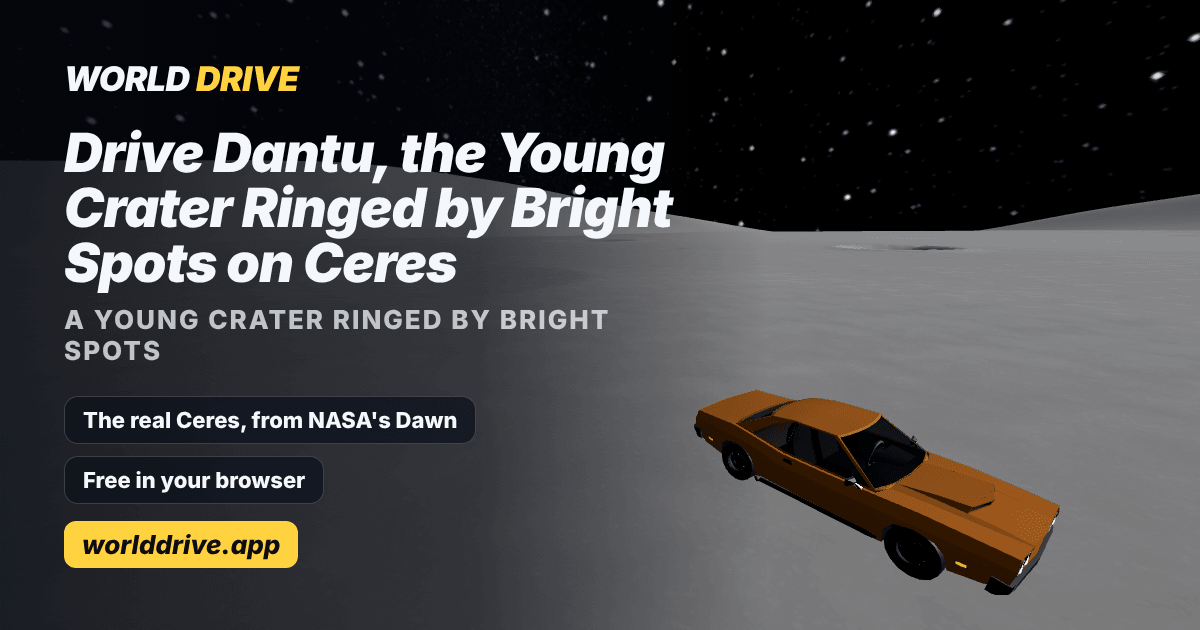 WORLD DRIVE
Drive Dantu, the Young
Crater Ringed by Bright
Spots on Ceres
A YOUNG CRATER RINGED BY BRIGHT
SPOTS
The real Ceres, from NASA's Dawn
Free in your browser
worlddrive.app